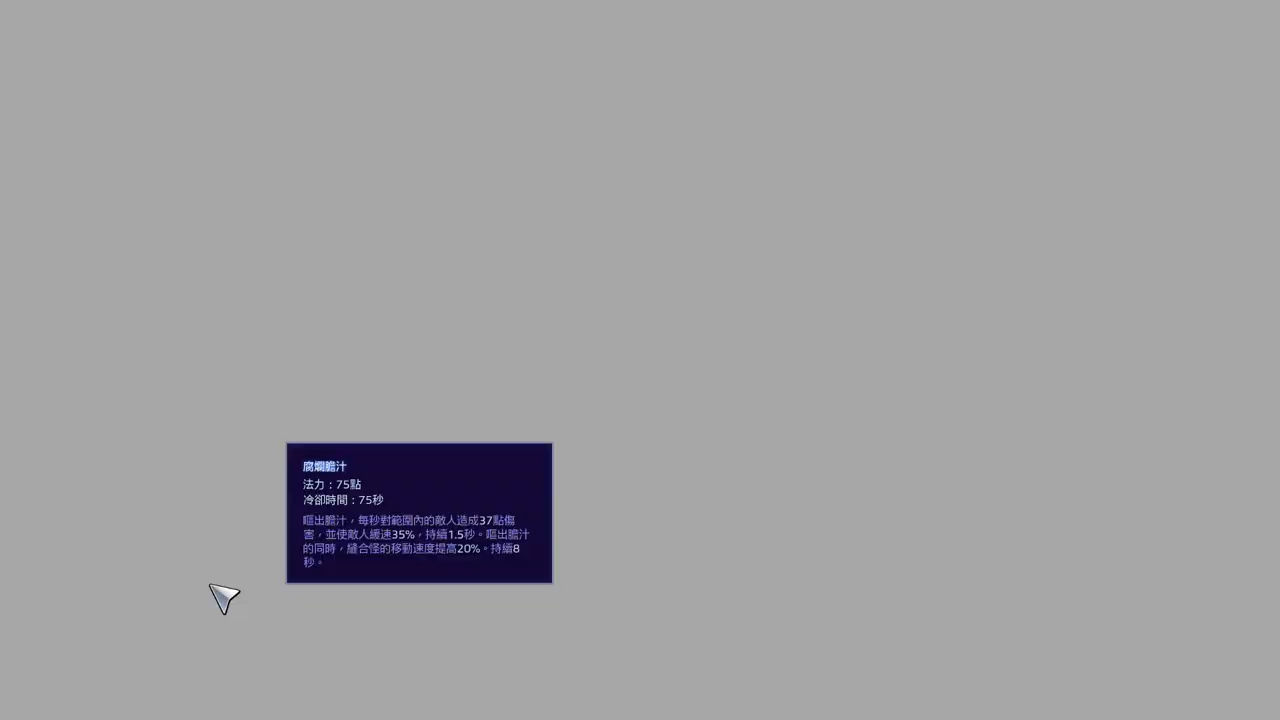 腐爛膽汁
法力：75點
冷卻時間：75秒
嘔出膽汁，每秒對範圍內的敵人造成37點傷
害，並使敵人緩速35%，持續1.5秒。嘔出膽汁
的同時，縫合怪的移動速度提高20%。持續8
秒。